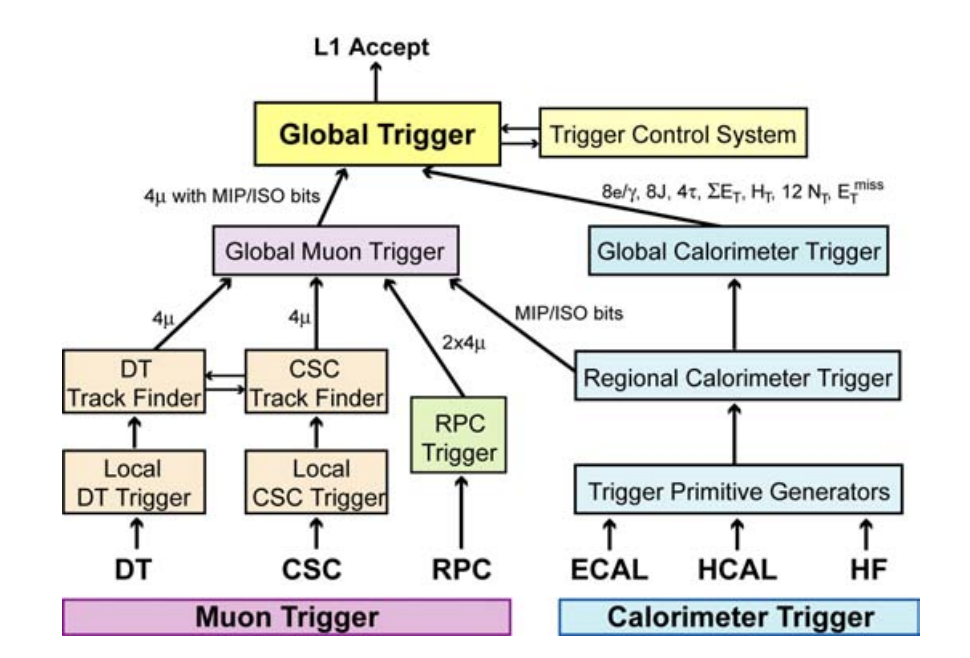 L1 Accept
Global Trigger
Trigger Control System
4μ with MIP/ISO bits
8e/γ, 8J, 4τ, ΣE_T, H_T, 12 N_T, E_T^miss
Global Muon Trigger
Global Calorimeter Trigger
4μ
4μ
2x4μ
MIP/ISO bits
DT
Track Finder
CSC
Track Finder
Regional Calorimeter Trigger
RPC
Trigger
Local
DT Trigger
Local
CSC Trigger
Trigger Primitive Generators
DT
CSC
RPC
ECAL
HCAL
HF
Muon Trigger
Calorimeter Trigger